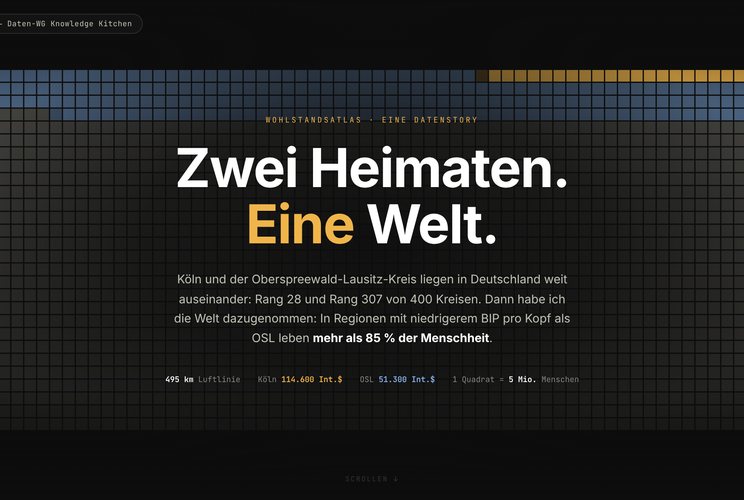 - Daten-WG Knowledge Kitchen
WOHLSTANDSATLAS · EINE DATENSTORY
Zwei Heimaten.
Eine Welt.
Köln und der Oberspreewald-Lausitz-Kreis liegen in Deutschland weit
auseinander: Rang 28 und Rang 307 von 400 Kreisen. Dann habe ich
die Welt dazugenommen: In Regionen mit niedrigerem BIP pro Kopf als
OSL leben mehr als 85 % der Menschheit.
495 km Luftlinie Köln 114.600 Int.$ OSL 51.300 Int.$ 1 Quadrat = 5 Mio. Menschen
SCROLLEN ↓